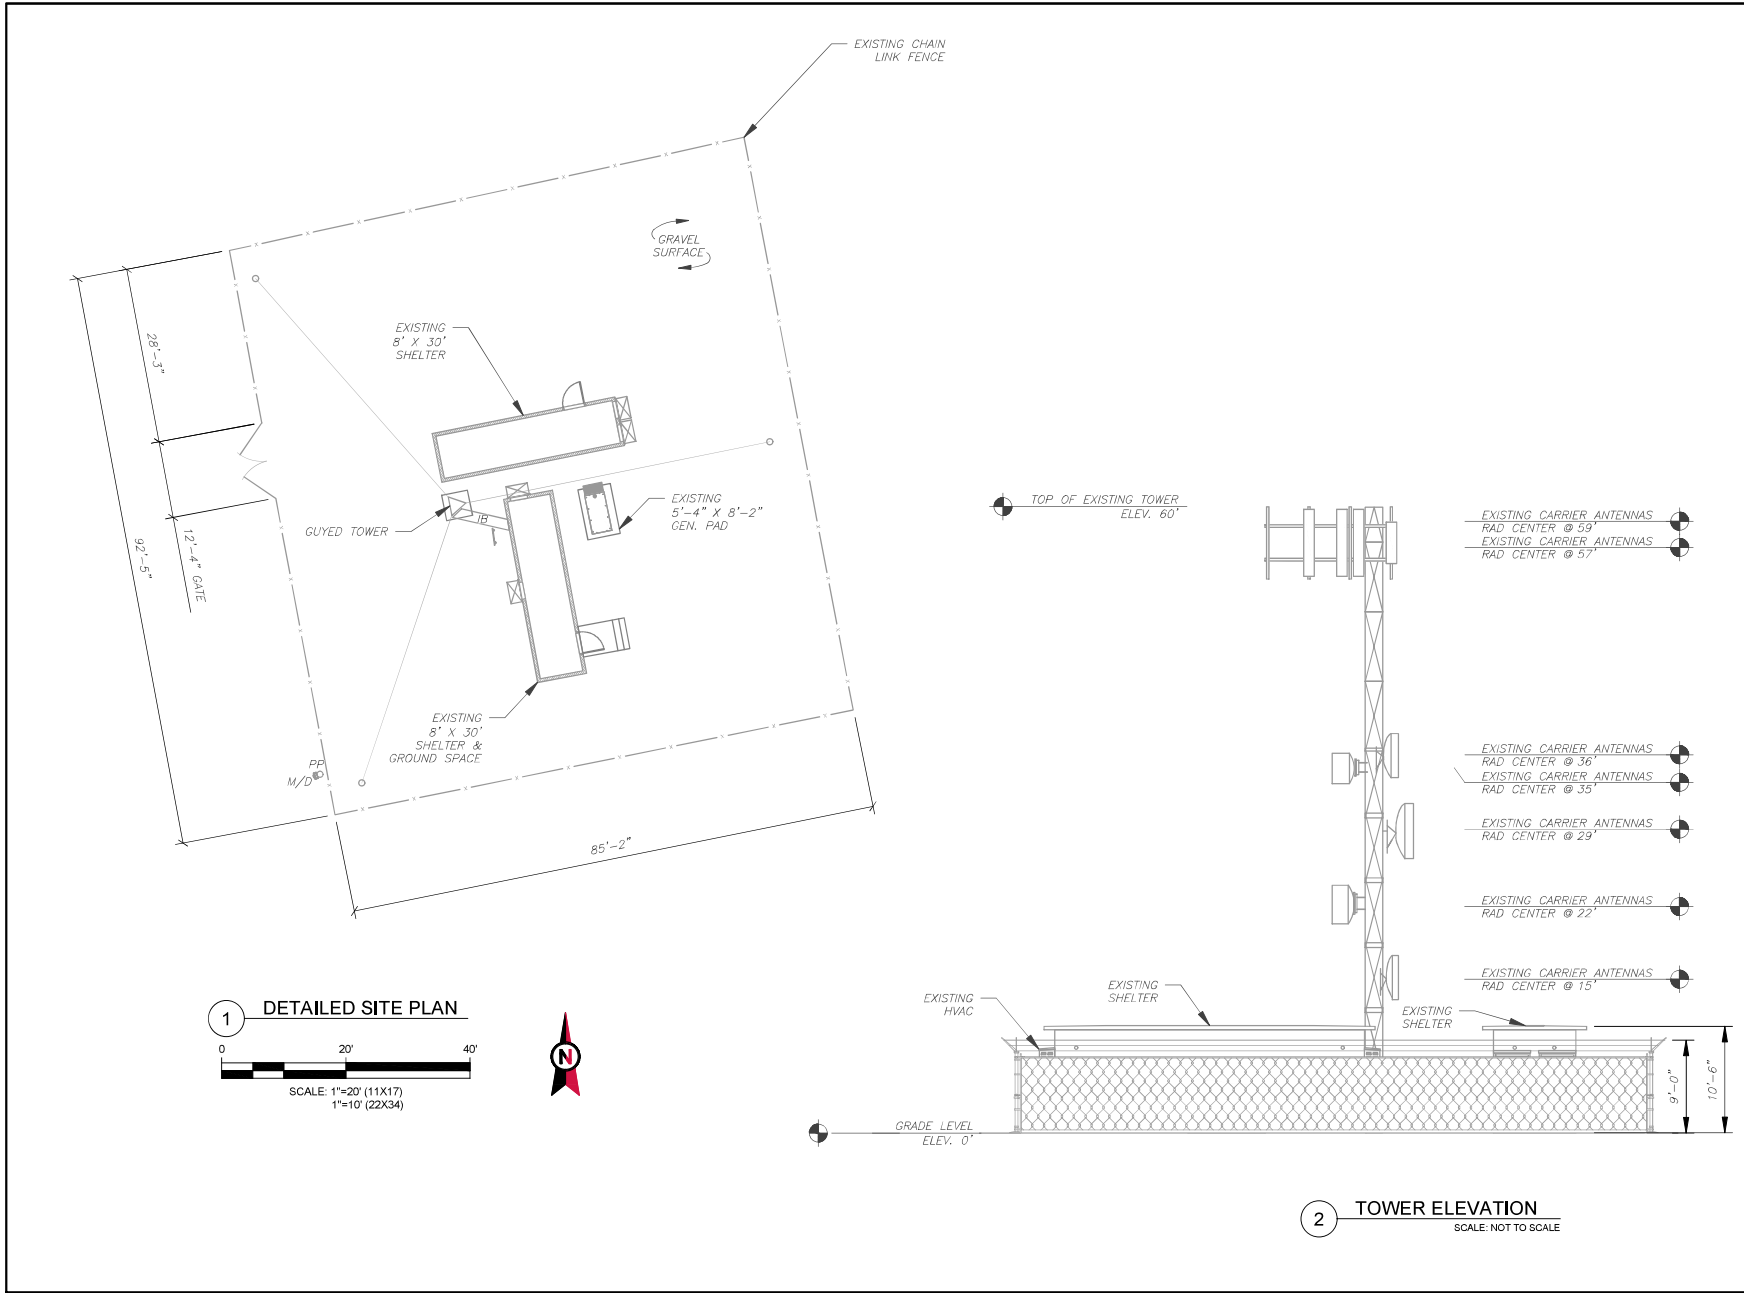 EXISTING CHAIN
LINK FENCE
GRAVEL
SURFACE
28'-3"
EXISTING
8' X 30'
SHELTER
92'-5"
12'-4" GATE
GUYED TOWER
IB
EXISTING
5'-4" X 8'-2"
GEN. PAD
EXISTING
8' X 30'
SHELTER &
GROUND SPACE
PP
M/D
85'-2"
1
DETAILED SITE PLAN
0
20'
40'
SCALE: 1"=20' (11X17)
1"=10' (22X34)
N
TOP OF EXISTING TOWER
ELEV. 60'
EXISTING CARRIER ANTENNAS
RAD CENTER @ 59'
EXISTING CARRIER ANTENNAS
RAD CENTER @ 57'
EXISTING CARRIER ANTENNAS
RAD CENTER @ 36'
EXISTING CARRIER ANTENNAS
RAD CENTER @ 35'
EXISTING CARRIER ANTENNAS
RAD CENTER @ 29'
EXISTING CARRIER ANTENNAS
RAD CENTER @ 22'
EXISTING CARRIER ANTENNAS
RAD CENTER @ 15'
EXISTING
HVAC
EXISTING
SHELTER
EXISTING
SHELTER
9'-0"
10'-6"
GRADE LEVEL
ELEV. 0'
2
TOWER ELEVATION
SCALE: NOT TO SCALE